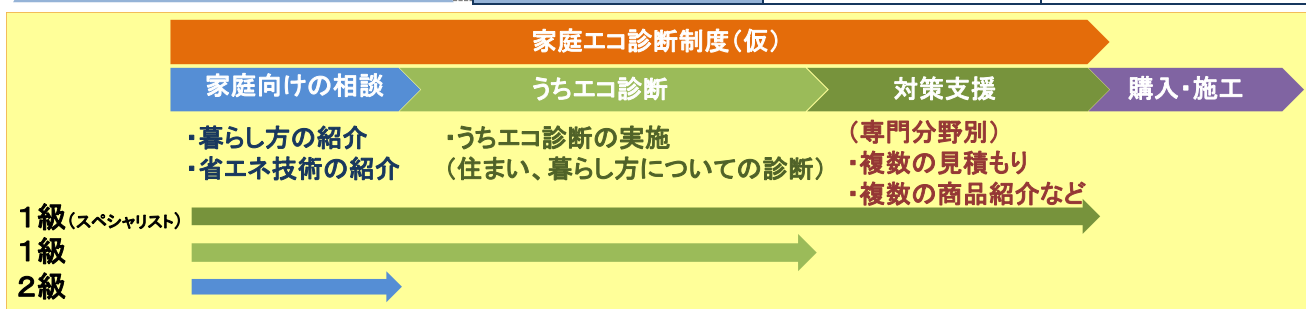 家庭エコ診断制度（仮）
家庭向けの相談
うちエコ診断
対策支援
購入・施工
・暮らし方の紹介
・省エネ技術の紹介
・うちエコ診断の実施
（住まい、暮らし方についての診断）
（専門分野別）
・複数の見積もり
・複数の商品紹介など
１級（スペシャリスト）
１級
２級